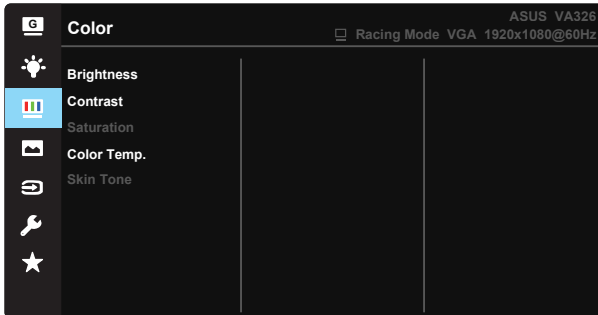 G
Color
ASUS VA326
Racing Mode VGA 1920x1080@60Hz
Brightness
Contrast
Saturation
Color Temp.
Skin Tone